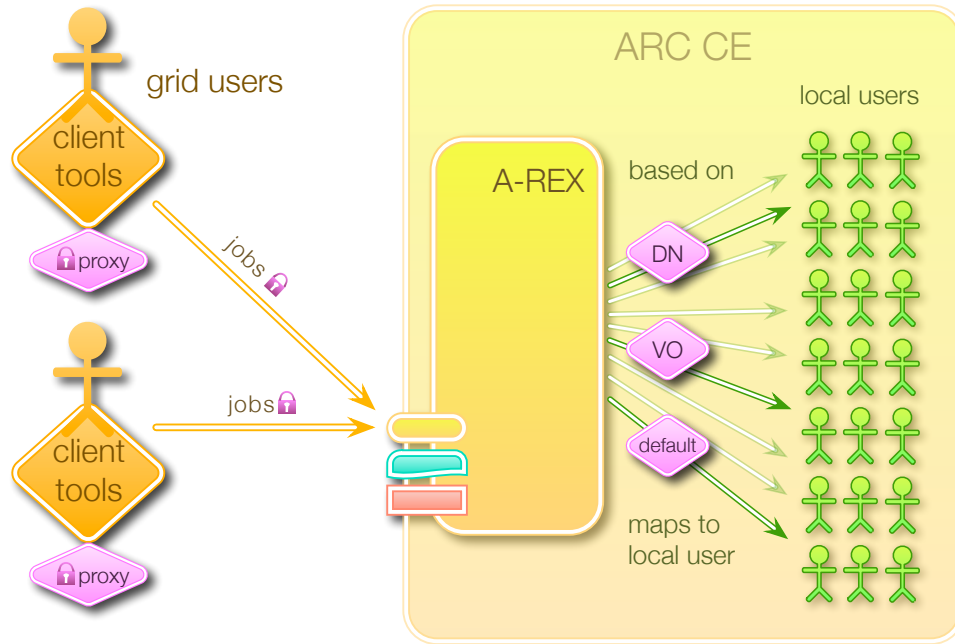 ARC CE
grid users
local users
client
tools
proxy
A-REX
based on
jobs
DN
VO
default
jobs
client
tools
proxy
maps to
local user